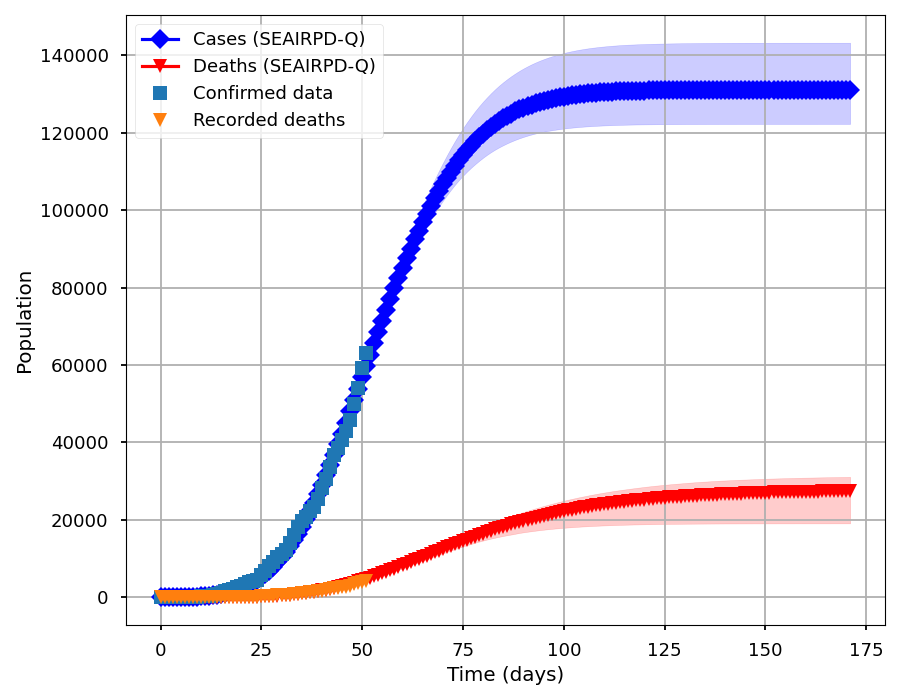 Cases (SEAIRPD-Q)
Deaths (SEAIRPD-Q)
Confirmed data
Recorded deaths
Population
140000
120000
100000
80000
60000
40000
20000
0
0 25 50 75 100 125 150 175
Time (days)